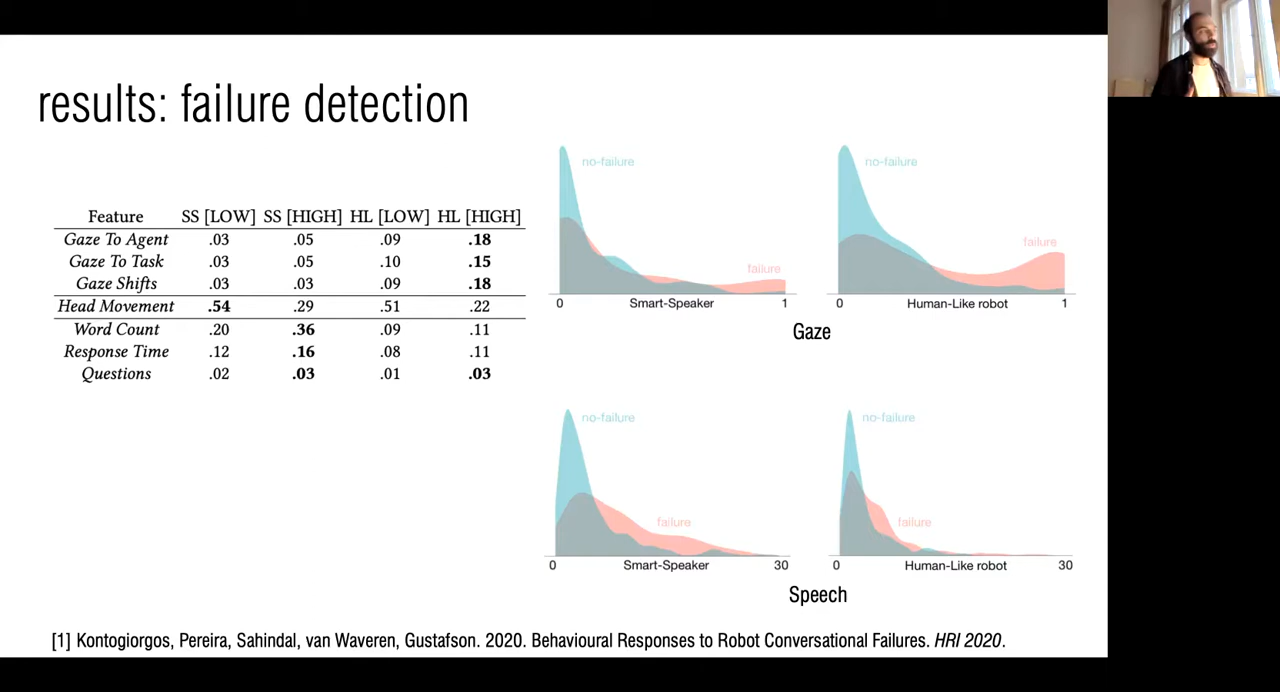 results: failure detection
Feature SS [LOW] SS [HIGH] HL [LOW] HL [HIGH]
Gaze To Agent .03 .05 .09 .18
Gaze To Task .03 .05 .10 .15
Gaze Shifts .03 .03 .09 .18
Head Movement .54 .29 .51 .22
Word Count .20 .36 .09 .11
Response Time .12 .16 .08 .11
Questions .02 .03 .01 .03
no-failure
failure
0 Smart-Speaker 1
no-failure
failure
0 Human-Like robot 1
Gaze
no-failure
failure
0 Smart-Speaker 30
no-failure
failure
0 Human-Like robot 30
Speech
[1] Kontogiorgos, Pereira, Sahindal, van Waveren, Gustafson. 2020. Behavioural Responses to Robot Conversational Failures. HRI 2020.